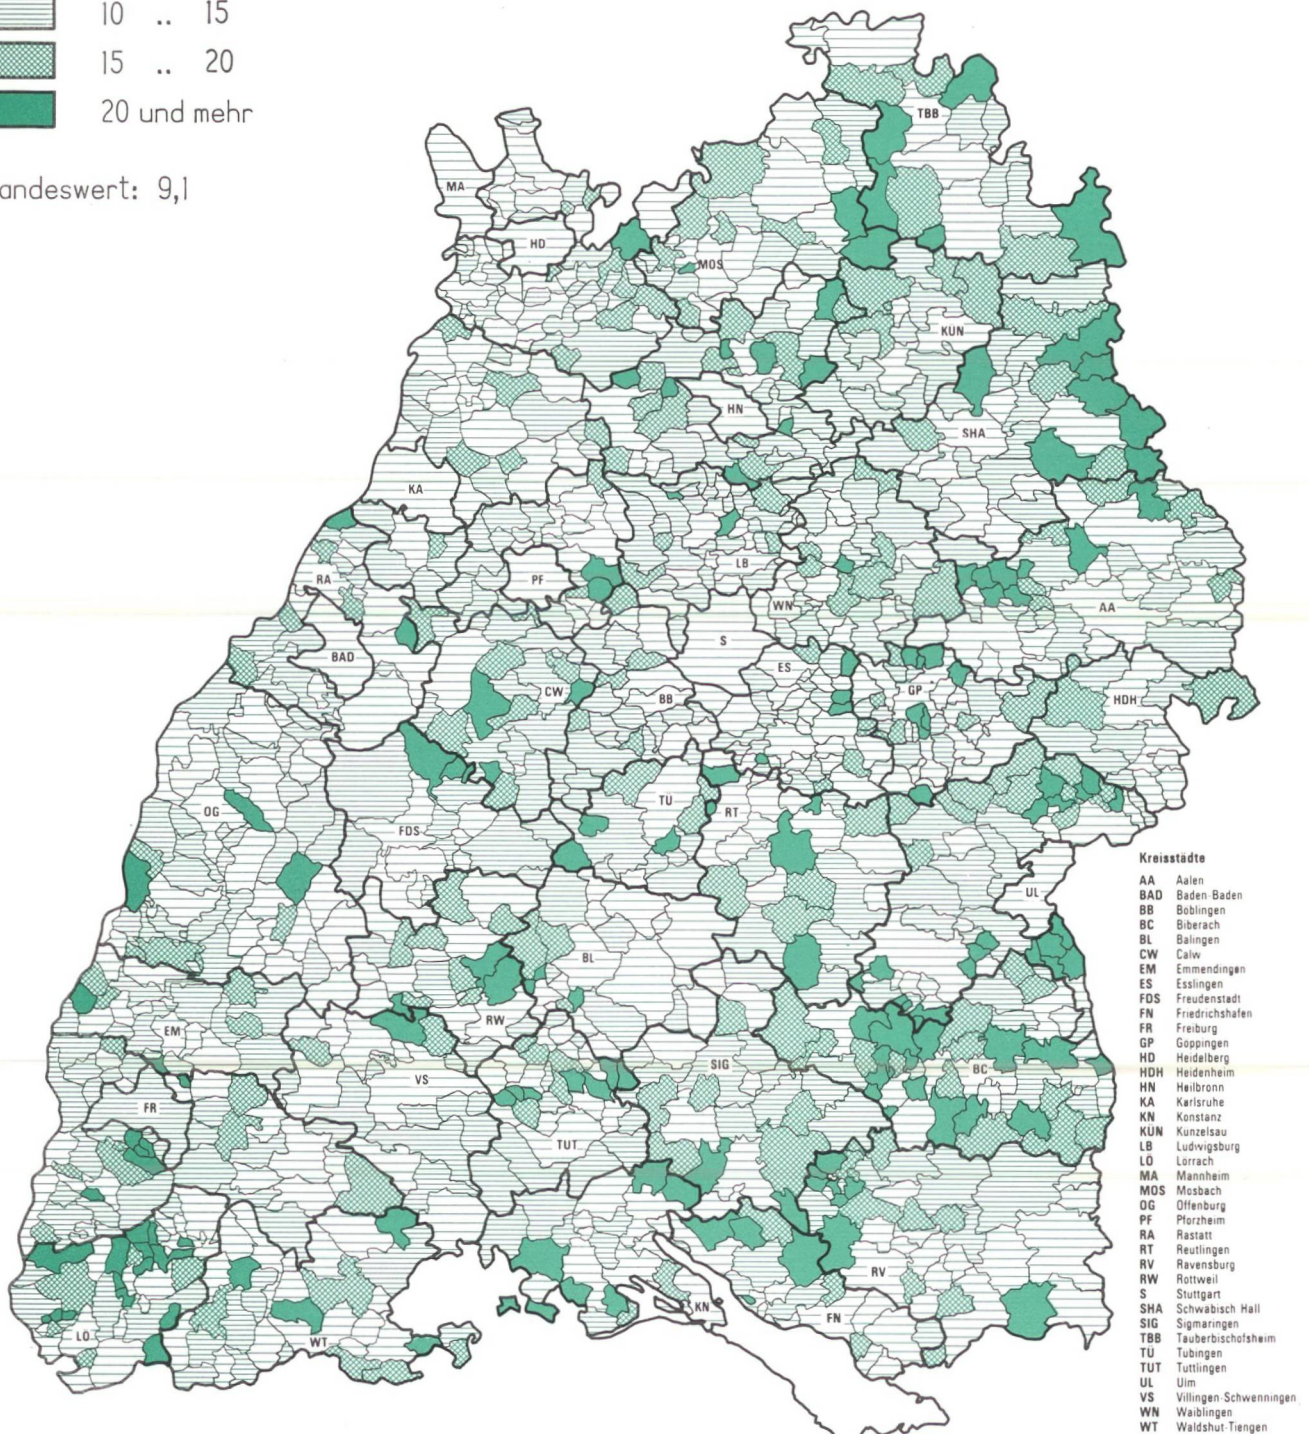 10 .. 15
15 .. 20
20 und mehr
andeswert: 9,1
TBB
MA
HD
MOS
KÜN
HN
SHA
KA
LB
PF
RA
WN
AA
S
BAD
ES
CW
BB
GP
HDH
TÜ
OG
RT
FDS
UL
BL
RW
EM
SIG
BC
VS
FR
TUT
RV
KN
FN
LÖ
WT
Kreisstädte
AA Aalen
BAD Baden-Baden
BB Böblingen
BC Biberach
BL Balingen
CW Calw
EM Emmendingen
ES Esslingen
FDS Freudenstadt
FN Friedrichshafen
FR Freiburg
GP Göppingen
HD Heidelberg
HDH Heidenheim
HN Heilbronn
KA Karlsruhe
KN Konstanz
KÜN Künzelsau
LB Ludwigsburg
LÖ Lörrach
MA Mannheim
MOS Mosbach
OG Offenburg
PF Pforzheim
RA Rastatt
RT Reutlingen
RV Ravensburg
RW Rottweil
S Stuttgart
SHA Schwäbisch Hall
SIG Sigmaringen
TBB Tauberbischofsheim
TÜ Tübingen
TUT Tuttlingen
UL Ulm
VS Villingen-Schwenningen
WN Waiblingen
WT Waldshut-Tiengen